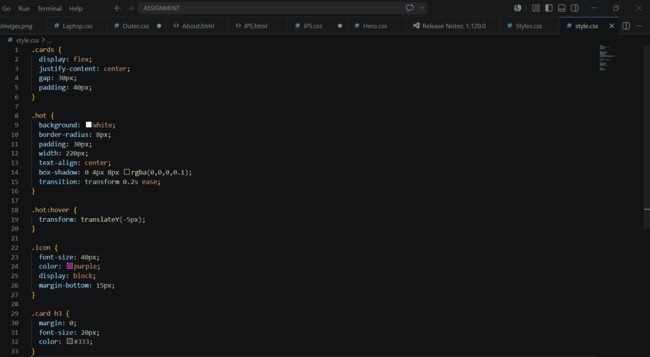 Go Run Terminal Help ASSIGNMENT
Images.png Laptop.css Outer.css About.html IPS.html IPS.css Hero.css Release Notes: 1.120.0 Styles.css style.css
style.css > ...
1 .cards {
2 display: flex;
3 justify-content: center;
4 gap: 30px;
5 padding: 40px;
6 }
7
8 .hot {
9 background: white;
10 border-radius: 8px;
11 padding: 30px;
12 width: 220px;
13 text-align: center;
14 box-shadow: 0 4px 8px rgba(0,0,0,0.1);
15 transition: transform 0.2s ease;
16 }
17
18 .hot:hover {
19 transform: translateY(-5px);
20 }
21
22 .icon {
23 font-size: 40px;
24 color: purple;
25 display: block;
26 margin-bottom: 15px;
27 }
28
29 .card h3 {
30 margin: 0;
31 font-size: 20px;
32 color: #333;
33 }